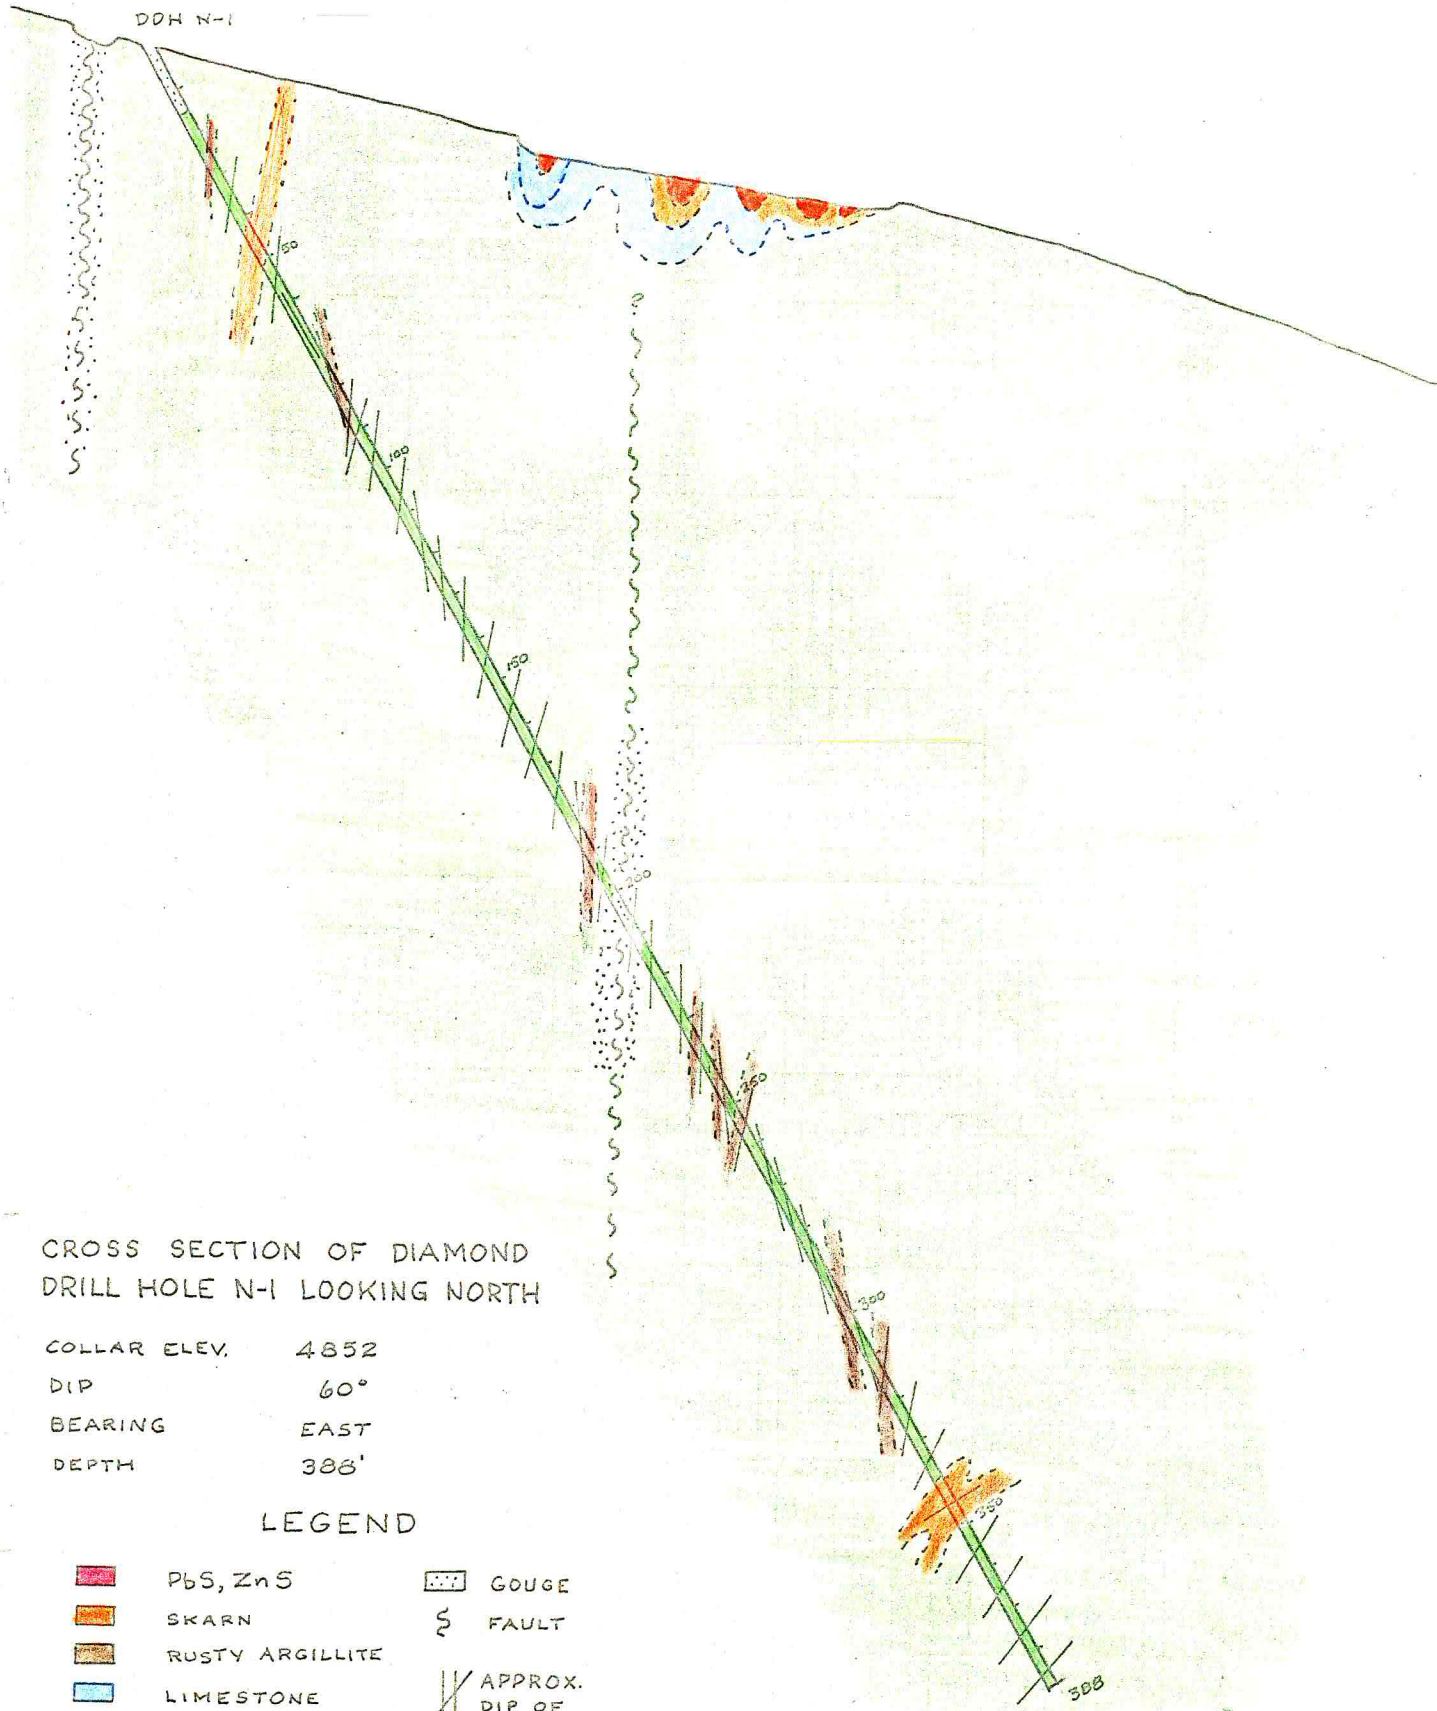 DDH N-1
50
100
150
200
250
300
350
388
CROSS SECTION OF DIAMOND
DRILL HOLE N-1 LOOKING NORTH
COLLAR ELEV. 4852
DIP 60°
BEARING EAST
DEPTH 388'
LEGEND
PbS, ZnS
SKARN
RUSTY ARGILLITE
LIMESTONE
GOUGE
FAULT
APPROX.
DIP OF